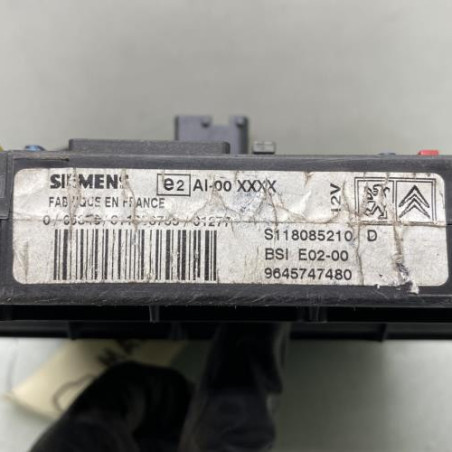 SIEMENS e2 AI-00 XXXX
FABRIQUE EN FRANCE
12V
S118085210 D
BSI E02-00
9645747480